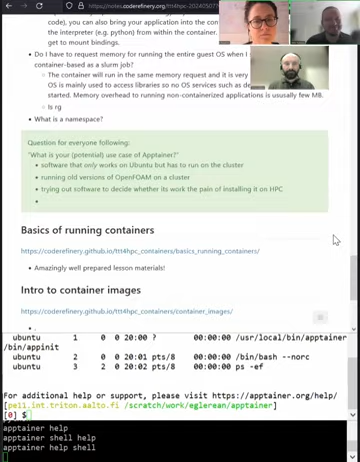 https://notes.coderefinery.org/ttt4hpc-20240507?
code), you can also bring your application into the con
the interpreter (e.g. python) from within the container.
get to mount bindings.
Do I have to request memory for running the entire guest OS when I
container-based as a slurm job?
The container will run in the same memory request and it is very
OS is mainly used to access libraries so no OS services such as de
started. Memory overhead to running non-containerized applications is ususally few MB.
Is rg
What is a namespace?
Question for everyone following:
"What is your (potential) use case of Apptainer?"
software that only works on Ubuntu but has to run on the cluster
running old versions of OpenFOAM on a cluster
trying out software to decide whether its work the pain of installing it on HPC
Basics of running containers
https://coderefinery.github.io/ttt4hpc_containers/basics_running_containers/
Amazingly well prepared lesson materials!
Intro to container images
https://coderefinery.github.io/ttt4hpc_containers/container_images/
ubuntu 1 0 0 20:00 ? 00:00:00 /usr/local/bin/apptainer
/bin/appinit
ubuntu 2 0 0 20:01 pts/8 00:00:00 /bin/bash --norc
ubuntu 3 2 0 20:02 pts/8 00:00:00 ps -ef
For additional help or support, please visit https://apptainer.org/help/
[pe11.int.triton.aalto.fi /scratch/work/eglerean/apptainer]
[0] $
apptainer help
apptainer shell help
apptainer help shell